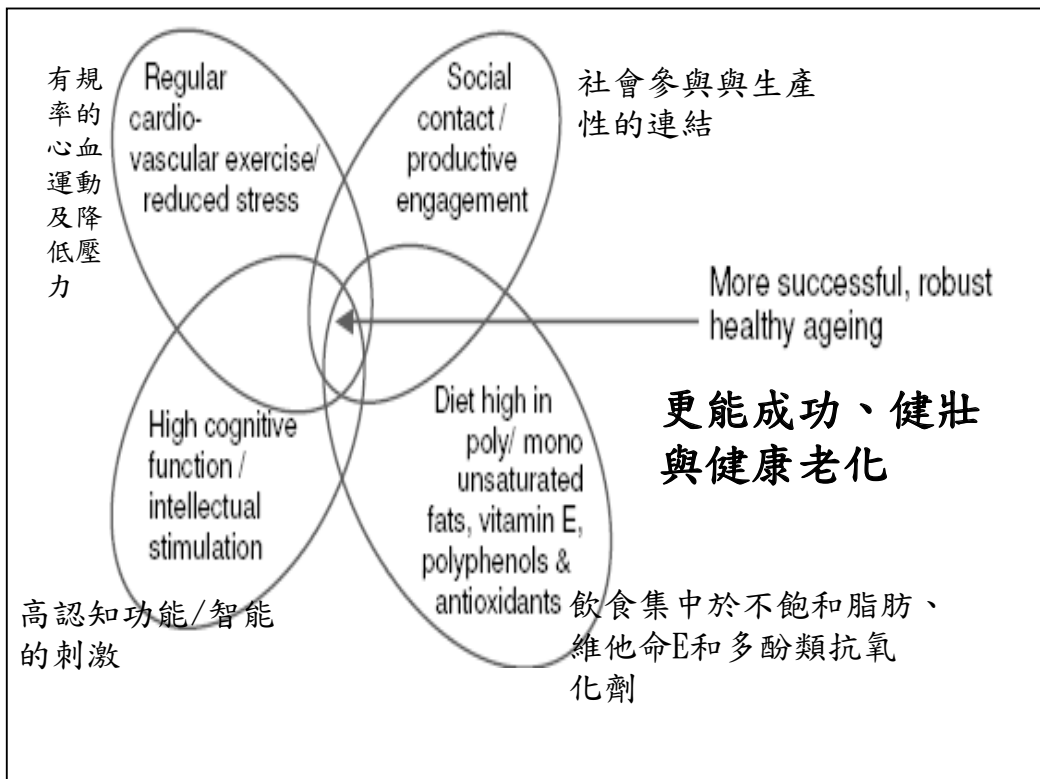 有規
率的
心血
運動
及降
低壓
力
Regular
cardio-
vascular exercise/
reduced stress
Social
contact /
productive
engagement
社會參與與生產
性的連結
More successful, robust
healthy ageing
更能成功、健壯
與健康老化
High cognitive
function /
intellectual
stimulation
高認知功能/智能
的刺激
Diet high in
poly/ mono
unsaturated
fats, vitamin E,
polyphenols &
antioxidants
飲食集中於不飽和脂肪、
維他命E和多酚類抗氧
化劑